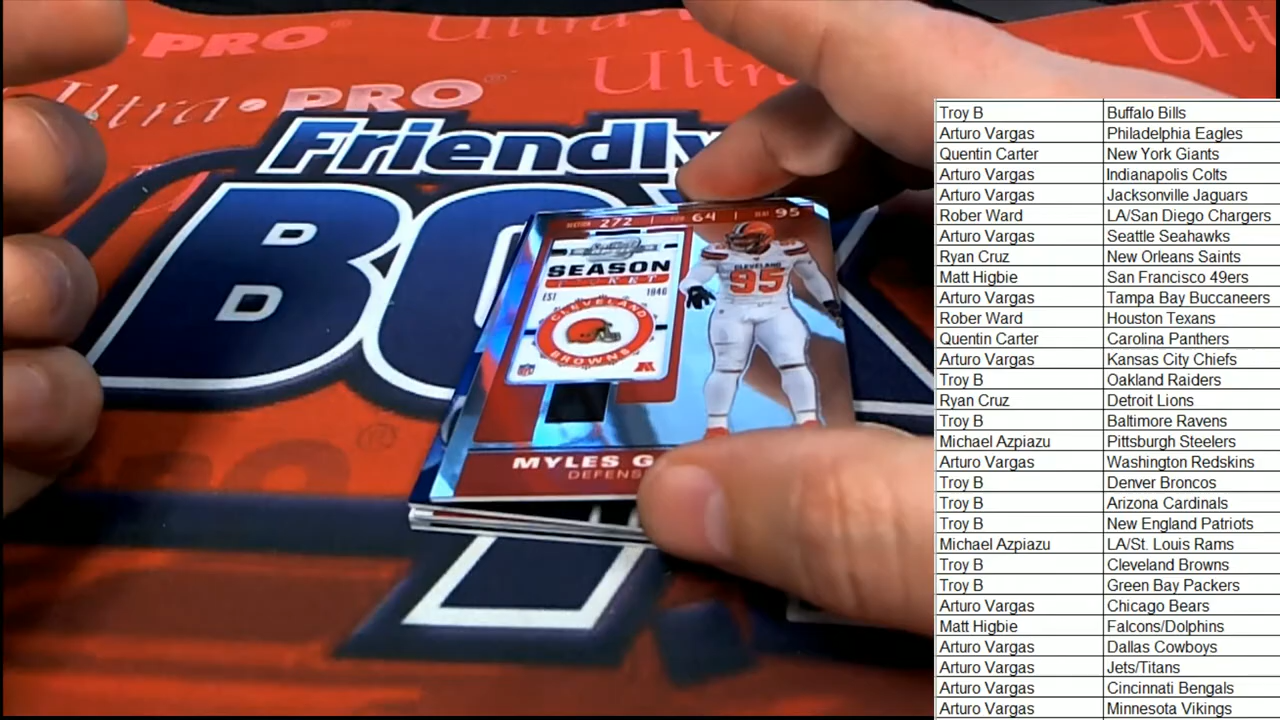 PRO
Ultra
Ultra
Ult
Ultra•PRO®
Friendly
BO
SECTION 272 | ROW 64 | SEAT 95
SEASON
TICKET
EST 1946
CLEVELAND
BROWNS
NFL
CLEVELAND
95
MYLES G
DEFENS
Troy B Buffalo Bills
Arturo Vargas Philadelphia Eagles
Quentin Carter New York Giants
Arturo Vargas Indianapolis Colts
Arturo Vargas Jacksonville Jaguars
Rober Ward LA/San Diego Chargers
Arturo Vargas Seattle Seahawks
Ryan Cruz New Orleans Saints
Matt Higbie San Francisco 49ers
Arturo Vargas Tampa Bay Buccaneers
Rober Ward Houston Texans
Quentin Carter Carolina Panthers
Arturo Vargas Kansas City Chiefs
Troy B Oakland Raiders
Ryan Cruz Detroit Lions
Troy B Baltimore Ravens
Michael Azpiazu Pittsburgh Steelers
Arturo Vargas Washington Redskins
Troy B Denver Broncos
Troy B Arizona Cardinals
Troy B New England Patriots
Michael Azpiazu LA/St. Louis Rams
Troy B Cleveland Browns
Troy B Green Bay Packers
Arturo Vargas Chicago Bears
Matt Higbie Falcons/Dolphins
Arturo Vargas Dallas Cowboys
Arturo Vargas Jets/Titans
Arturo Vargas Cincinnati Bengals
Arturo Vargas Minnesota Vikings